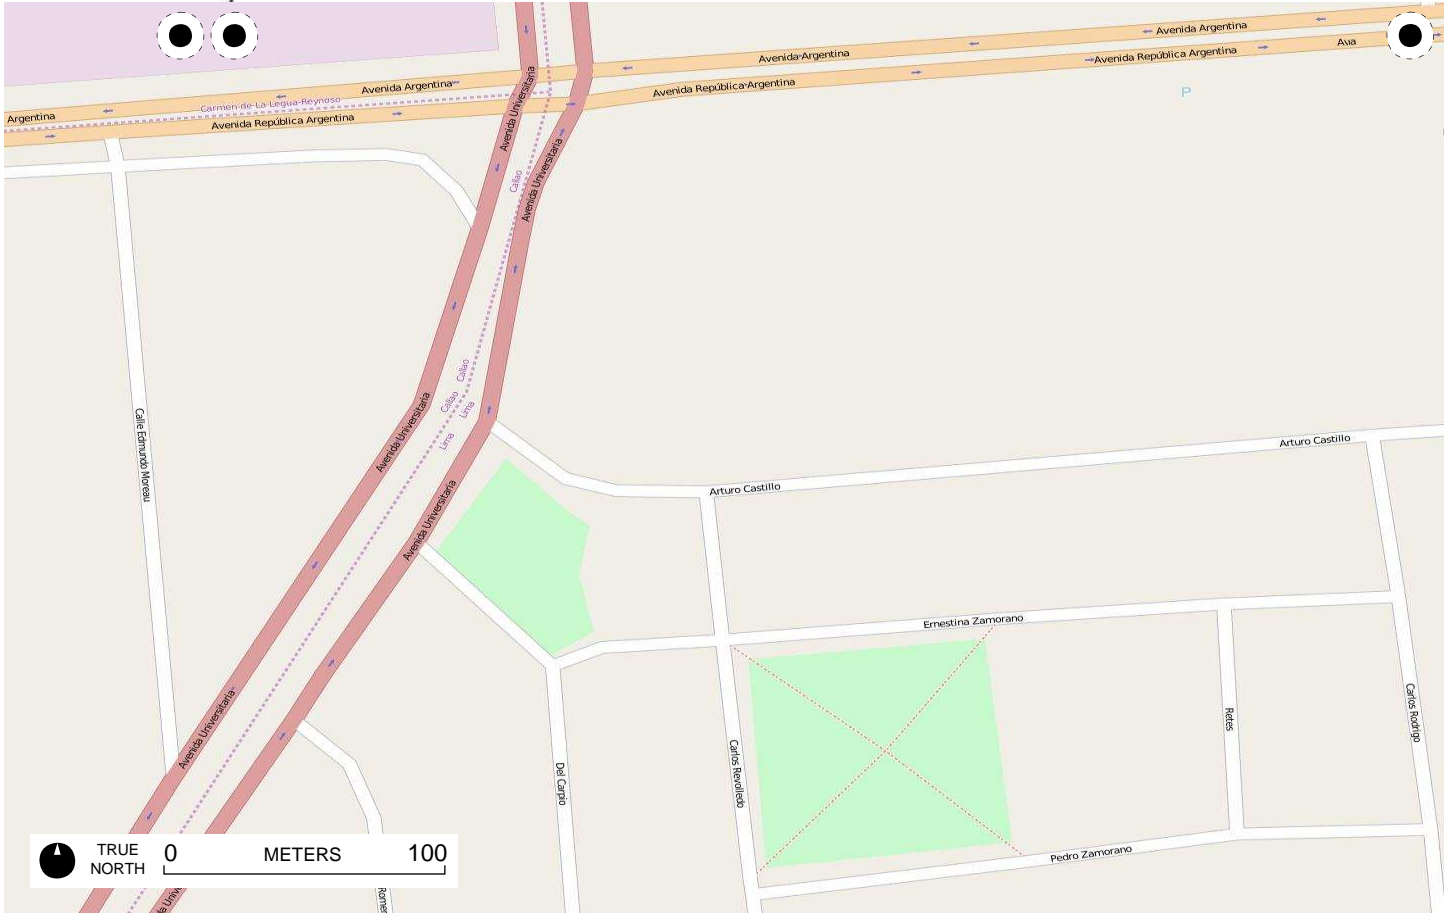 Avenida Argentina
Avenida Argentina
Avenida República Argentina
Avenida República Argentina
Avenida Argentina
Carmen de La Legua-Reynoso
Argentina
Avenida República Argentina
P
Avenida Universitaria
Avenida Universitaria
Callao
Callao
Callao
Lima
Lima
Avenida Universitaria
Avenida Universitaria
Calle Edmundo Moreau
Arturo Castillo
Arturo Castillo
Ernestina Zamorano
Carlos Rodrigo
Retes
Avenida Universitaria
Carlos Revolledo
Del Carpio
Pedro Zamorano
TRUE
NORTH
0 METERS 100